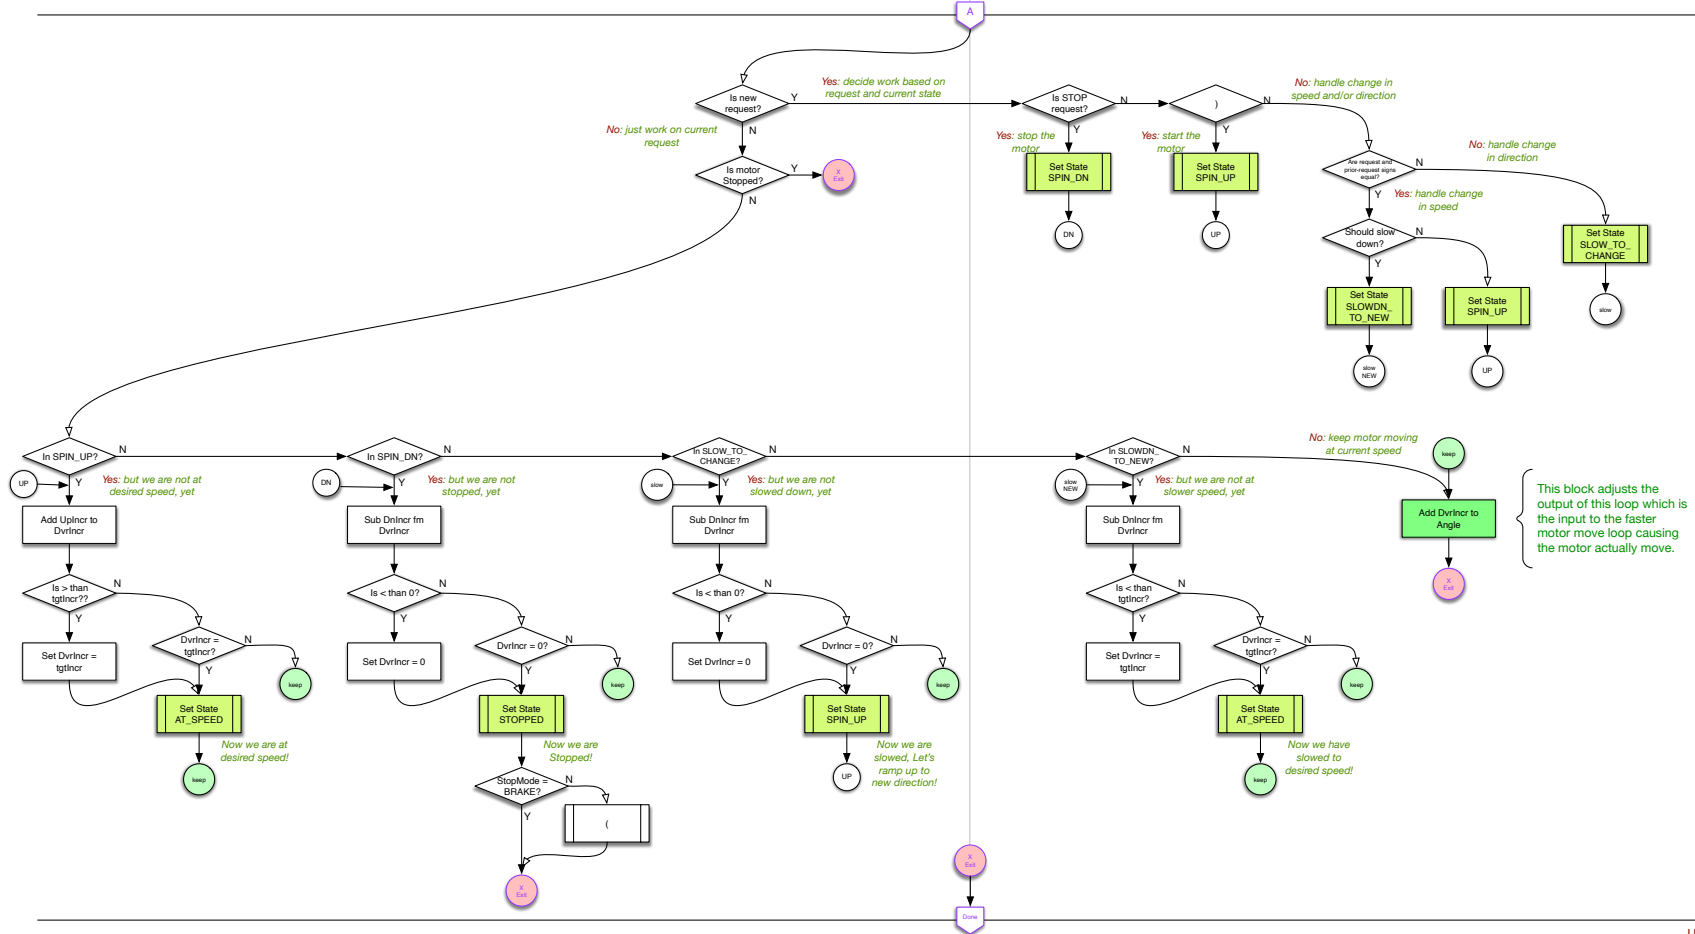 A
Is new
request?
Y
N
Yes: decide work based on
request and current state
No: just work on current
request
Is motor
Stopped?
Y
N
X
Exit
Is STOP
request?
N
Y
Yes: stop the
motor
Set State
SPIN_DN
DN
)
N
Y
Yes: start the
motor
Set State
SPIN_UP
UP
No: handle change in
speed and/or direction
Are request and
prior-request signs
equal?
N
Y
No: handle change
in direction
Yes: handle change
in speed
Should slow
down?
N
Y
Set State
SLOW_TO_
CHANGE
slow
Set State
SLOWDN_
TO_NEW
slow
NEW
Set State
SPIN_UP
UP
In SPIN_UP?
N
Y
UP
Yes: but we are not at
desired speed, yet
Add UpIncr to
DvrIncr
Is > than
tgtIncr??
N
Y
Set DvrIncr =
tgtIncr
DvrIncr =
tgtIncr?
N
Y
keep
Set State
AT_SPEED
Now we are at
desired speed!
keep
In SPIN_DN?
N
Y
DN
Yes: but we are not
stopped, yet
Sub DnIncr fm
DvrIncr
Is < than 0?
N
Y
Set DvrIncr = 0
DvrIncr = 0?
N
Y
keep
Set State
STOPPED
Now we are
Stopped!
StopMode =
BRAKE?
N
Y
(
X
Exit
In SLOW_TO_
CHANGE?
N
Y
slow
Yes: but we are not
slowed down, yet
Sub DnIncr fm
DvrIncr
Is < than 0?
N
Y
Set DvrIncr = 0
DvrIncr = 0?
N
Y
keep
Set State
SPIN_UP
UP
Now we are
slowed, Let's
ramp up to
new direction!
In SLOWDN_
TO_NEW?
N
Y
slow
NEW
Yes: but we are not at
slower speed, yet
Sub DnIncr fm
DvrIncr
Is < than
tgtIncr?
N
Y
Set DvrIncr =
tgtIncr
DvrIncr =
tgtIncr?
N
Y
keep
Set State
AT_SPEED
Now we have
slowed to
desired speed!
keep
No: keep motor moving
at current speed
keep
Add DvrIncr to
Angle
X
Exit
This block adjusts the
output of this loop which is
the input to the faster
motor move loop causing
the motor actually move.
X
Exit
Done